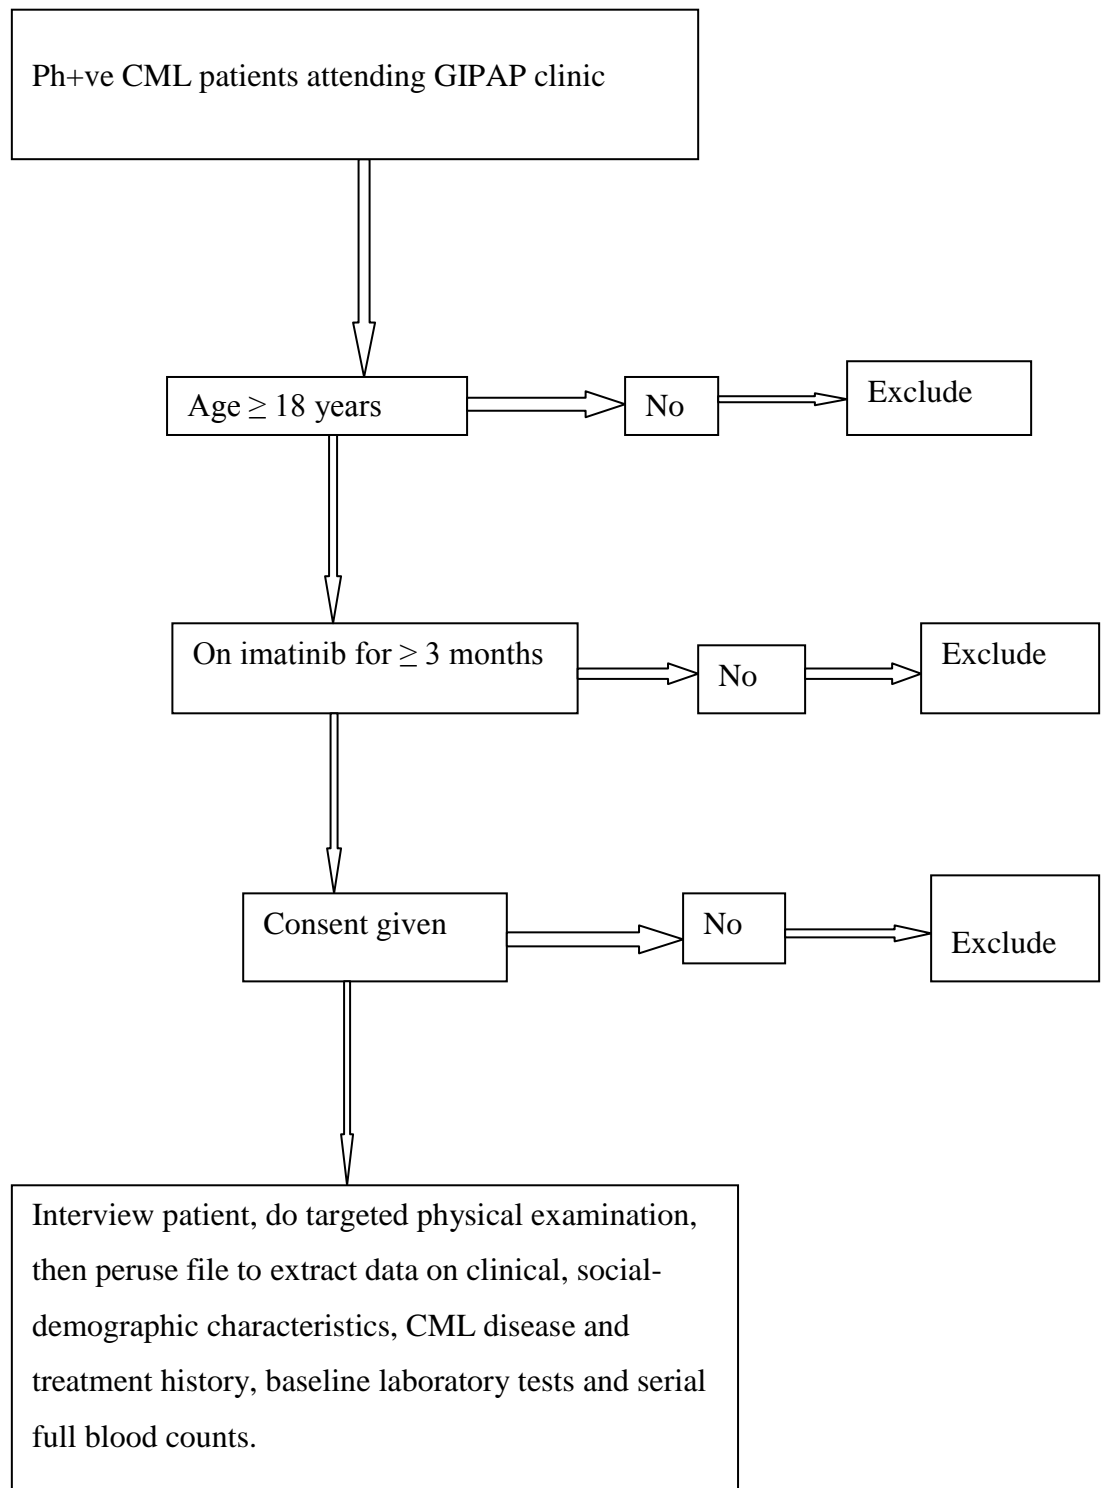 Ph+ve CML patients attending GIPAP clinic
Age ≥ 18 years
No
Exclude
On imatinib for ≥ 3 months
No
Exclude
Consent given
No
Exclude
Interview patient, do targeted physical examination,
then peruse file to extract data on clinical, social-
demographic characteristics, CML disease and
treatment history, baseline laboratory tests and serial
full blood counts.